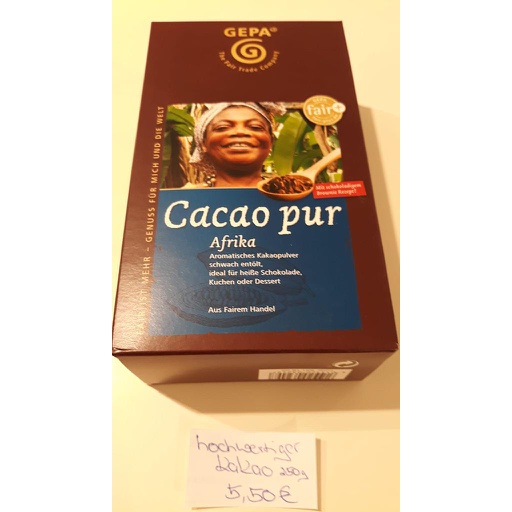 GEPA®
The Fair Trade Company
fair+
MEHR – GENUSS FÜR MICH UND DIE WELT
Mit schokoladigem
Brownie Rezept!
Cacao pur
Afrika
Aromatisches Kakaopulver
schwach entölt,
ideal für heiße Schokolade,
Kuchen oder Dessert
Aus Fairem Handel
hochwertiger
Kakao 250g
5,50€